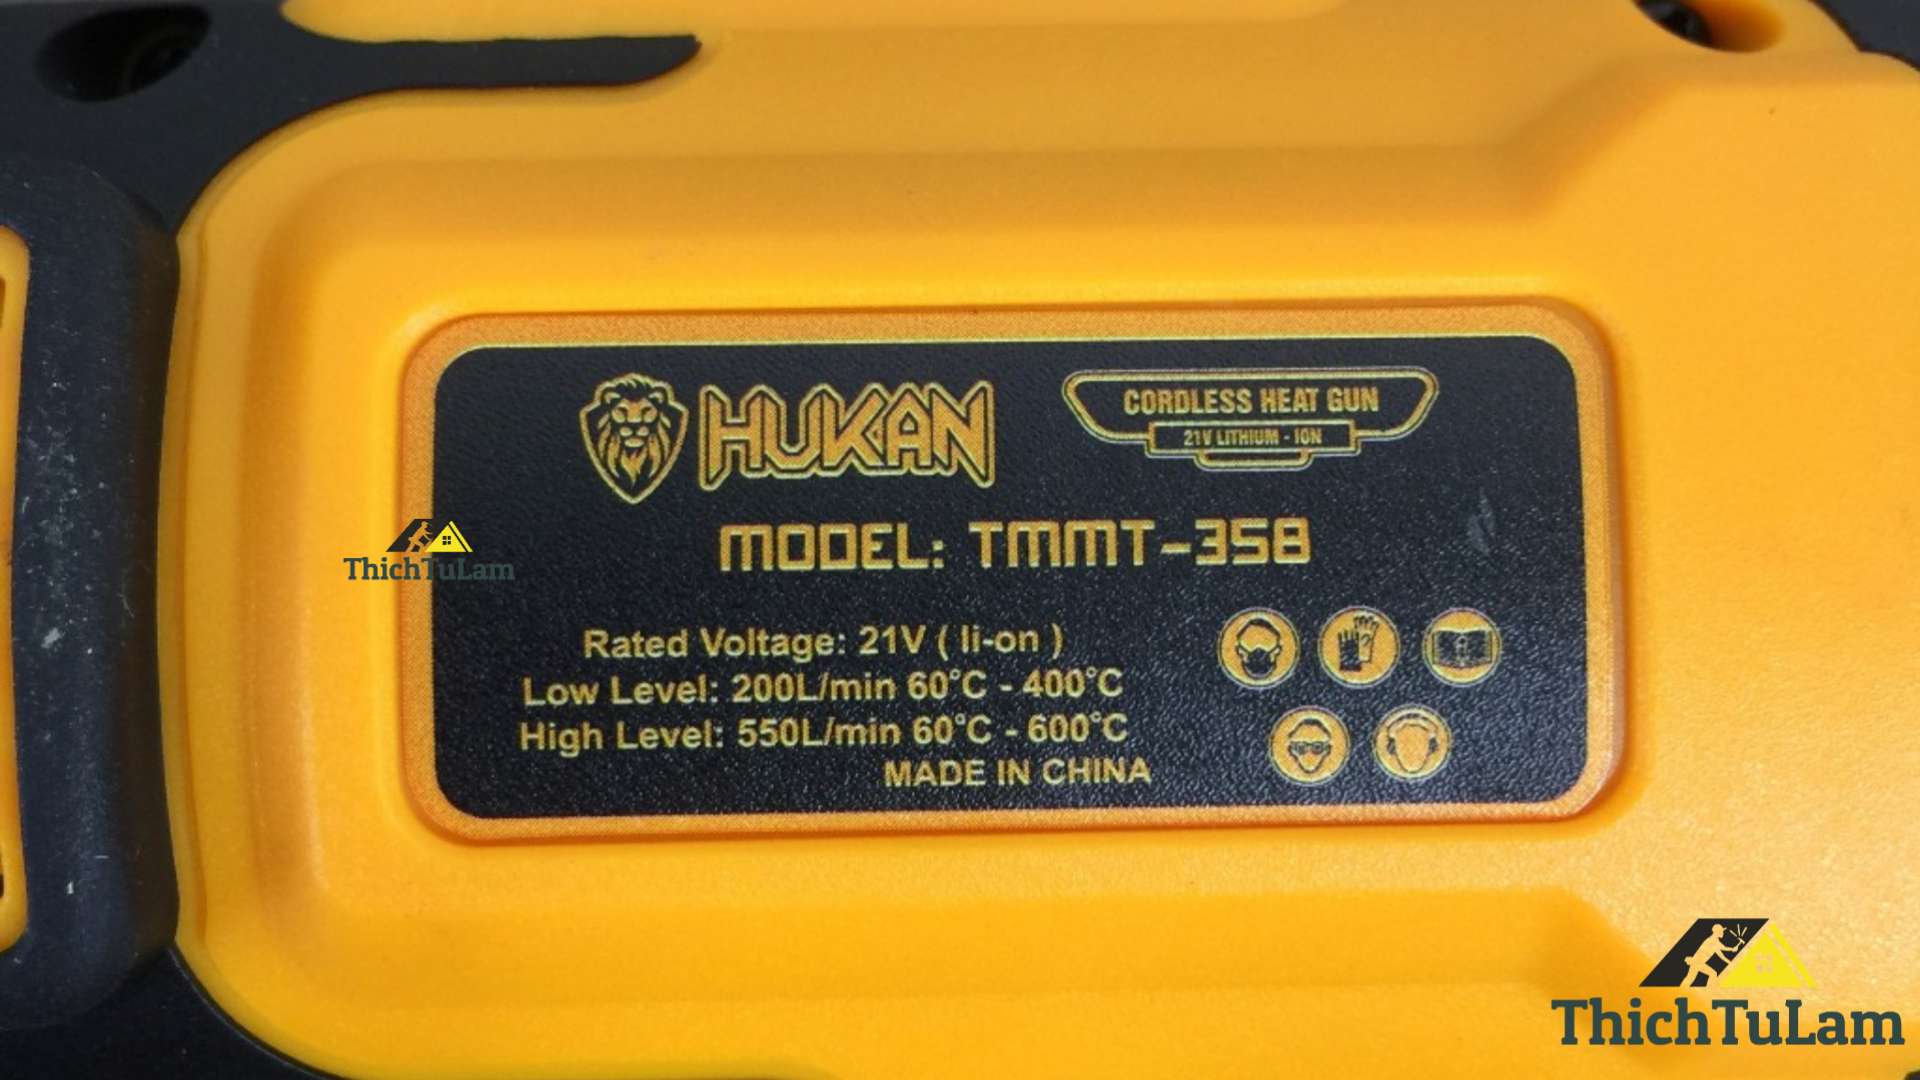 HUKAN
CORDLESS HEAT GUN
21V LITHIUM - ION
MODEL: TMMT-358
ThichTuLam
Rated Voltage: 21V ( li-on )
Low Level: 200L/min 60°C - 400°C
High Level: 550L/min 60°C - 600°C
MADE IN CHINA
ThichTuLam